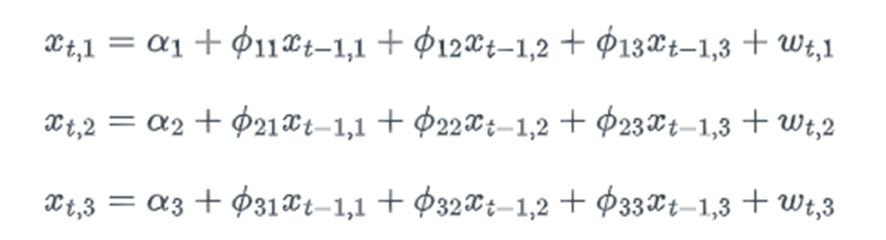 x_{t,1} = α_1 + ϕ_{11}x_{t−1,1} + ϕ_{12}x_{t−1,2} + ϕ_{13}x_{t−1,3} + w_{t,1}
x_{t,2} = α_2 + ϕ_{21}x_{t−1,1} + ϕ_{22}x_{t−1,2} + ϕ_{23}x_{t−1,3} + w_{t,2}
x_{t,3} = α_3 + ϕ_{31}x_{t−1,1} + ϕ_{32}x_{t−1,2} + ϕ_{33}x_{t−1,3} + w_{t,3}